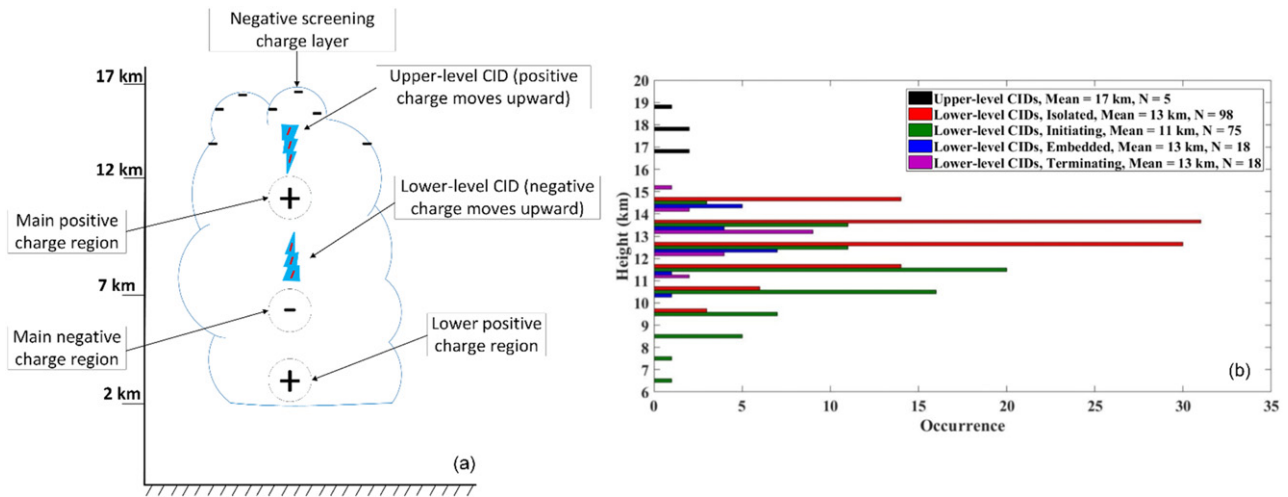 Negative screening
charge layer
Upper-level CID (positive
charge moves upward)
17 km
12 km
Lower-level CID (negative
charge moves upward)
+
Main positive
charge region
7 km
-
Main negative
charge region
Lower positive
charge region
+
2 km
(a)
20
19
18
17
16
15
14
13
12
11
10
9
8
7
6
Height (km)
Upper-level CIDs, Mean = 17 km, N = 5
Lower-level CIDs, Isolated, Mean = 13 km, N = 98
Lower-level CIDs, Initiating, Mean = 11 km, N = 75
Lower-level CIDs, Embedded, Mean = 13 km, N = 18
Lower-level CIDs, Terminating, Mean = 13 km, N = 18
(b)
0 5 10 15 20 25 30 35
Occurrence